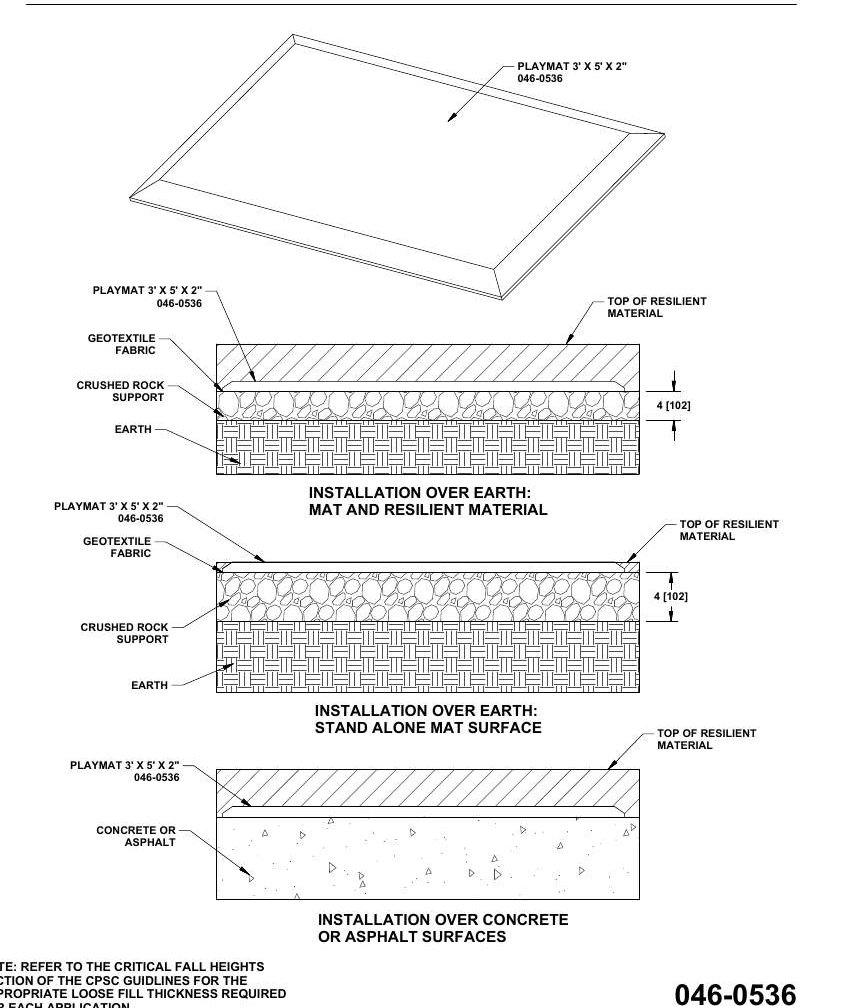 PLAYMAT 3' X 5' X 2"
046-0536
PLAYMAT 3' X 5' X 2"
046-0536
TOP OF RESILIENT
MATERIAL
GEOTEXTILE
FABRIC
CRUSHED ROCK
SUPPORT
4 [102]
EARTH
INSTALLATION OVER EARTH:
MAT AND RESILIENT MATERIAL
PLAYMAT 3' X 5' X 2"
046-0536
TOP OF RESILIENT
MATERIAL
GEOTEXTILE
FABRIC
4 [102]
CRUSHED ROCK
SUPPORT
EARTH
INSTALLATION OVER EARTH:
STAND ALONE MAT SURFACE
TOP OF RESILIENT
MATERIAL
PLAYMAT 3' X 5' X 2"
046-0536
CONCRETE OR
ASPHALT
INSTALLATION OVER CONCRETE
OR ASPHALT SURFACES
TE: REFER TO THE CRITICAL FALL HEIGHTS
CTION OF THE CPSC GUIDLINES FOR THE
PROPRIATE LOOSE FILL THICKNESS REQUIRED
R EACH APPLICATION
046-0536